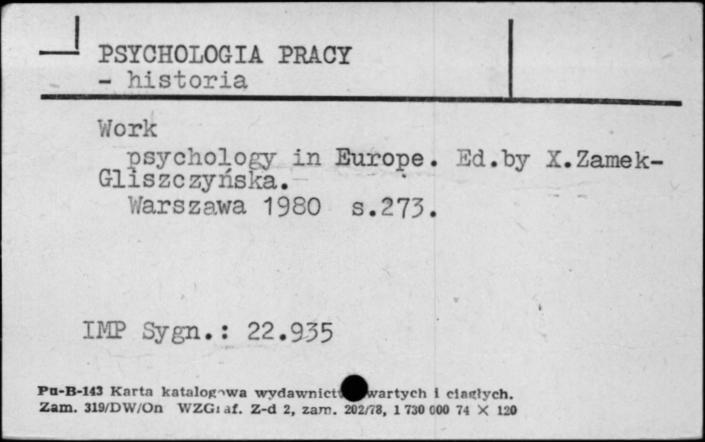 PSYCHOLOGIA PRACY
- historia
Work
psychology in Europe. Ed.by X.Zamek-
Gliszczyńska.
Warszawa 1980 s.273.
IMP Sygn.: 22.935
Pu-B-143 Karta katalogowa wydawnictw zwartych i ciągłych.
Zam. 319/DW/On WZGraf. Z-d 2, zam. 202/78, 1 730 000 74 × 120